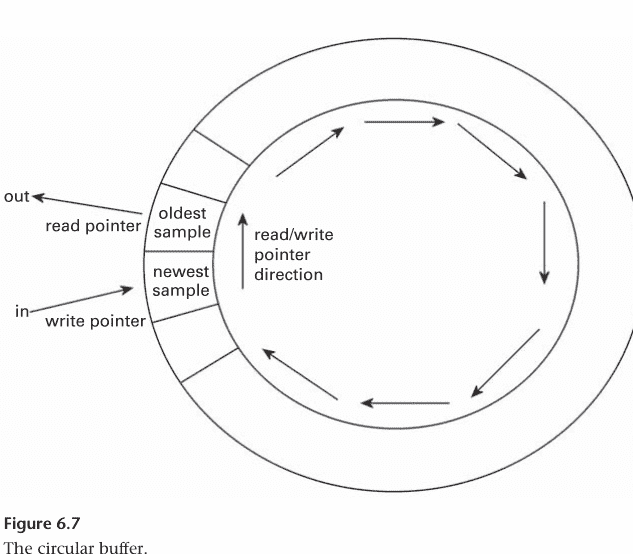 out
read pointer
oldest
sample
read/write
pointer
direction
newest
sample
in
write pointer
Figure 6.7
The circular buffer.